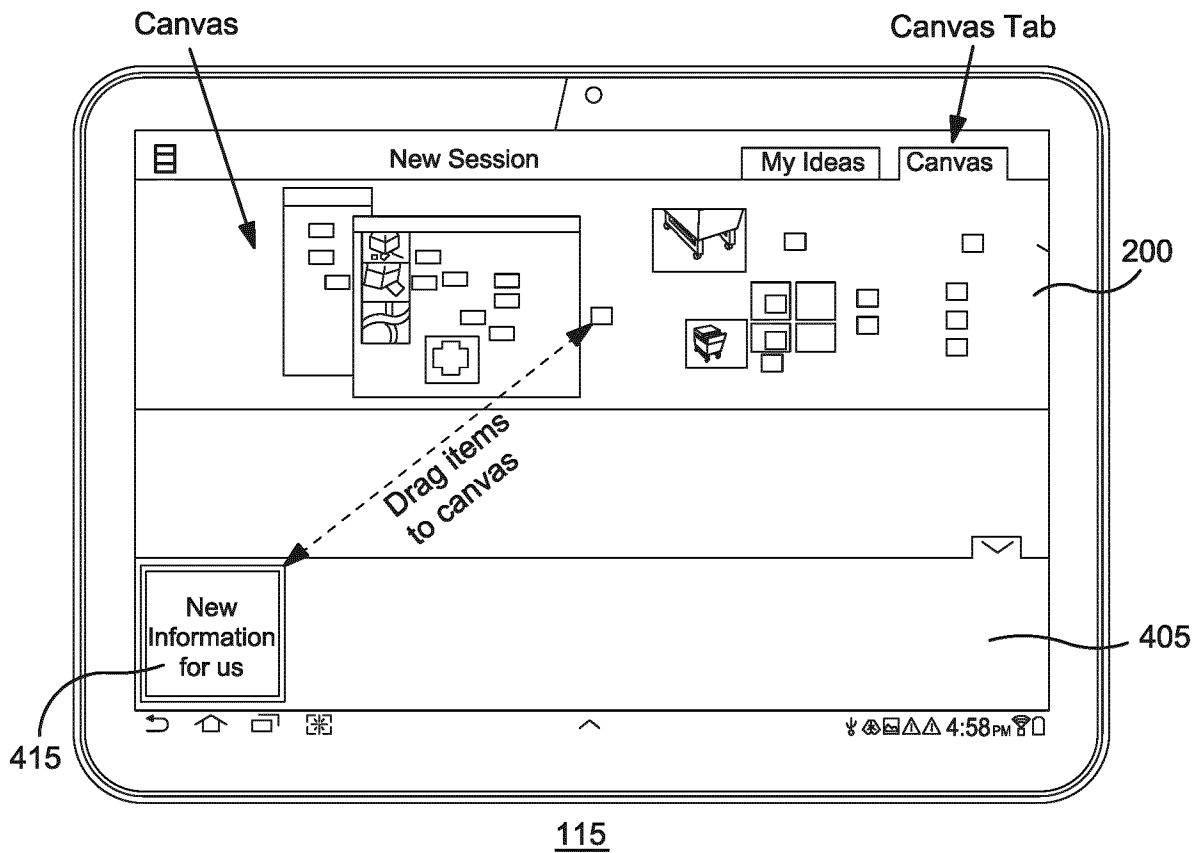 Canvas
Canvas Tab
New Session
My Ideas
Canvas
200
Drag items
to canvas
New
Information
for us
405
415
4:58PM
115